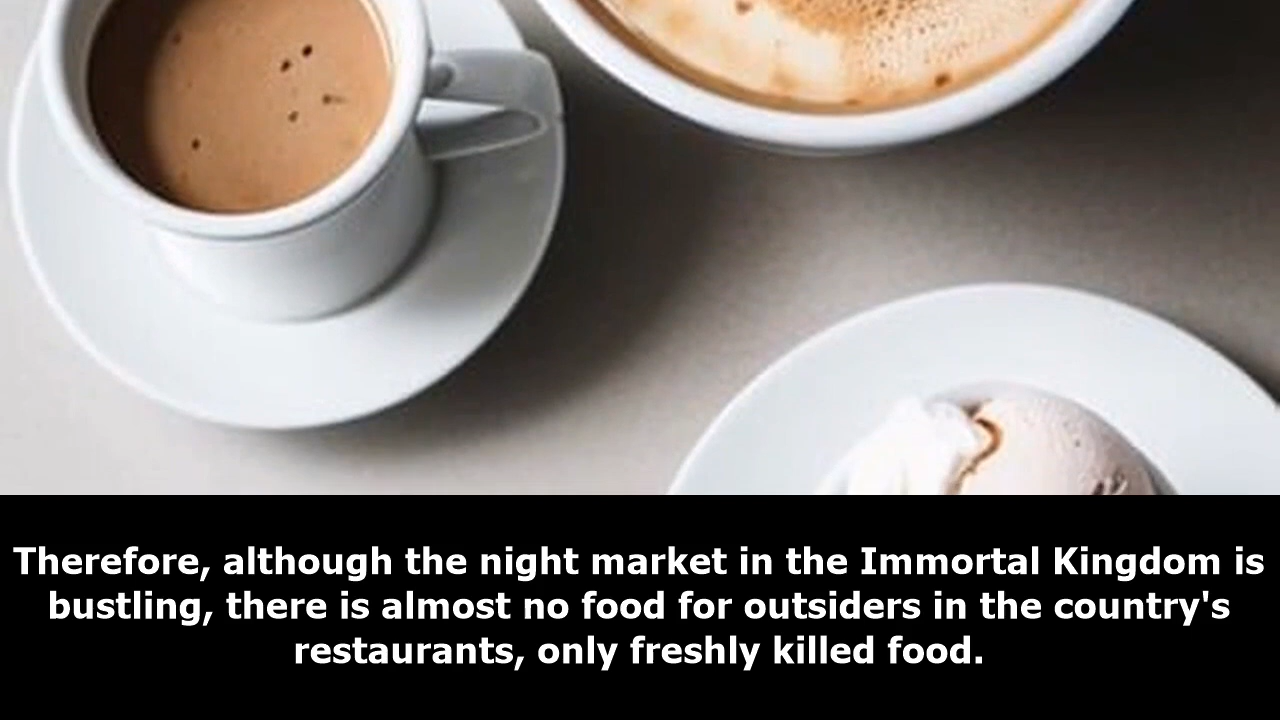 Therefore, although the night market in the Immortal Kingdom is
bustling, there is almost no food for outsiders in the country's
restaurants, only freshly killed food.